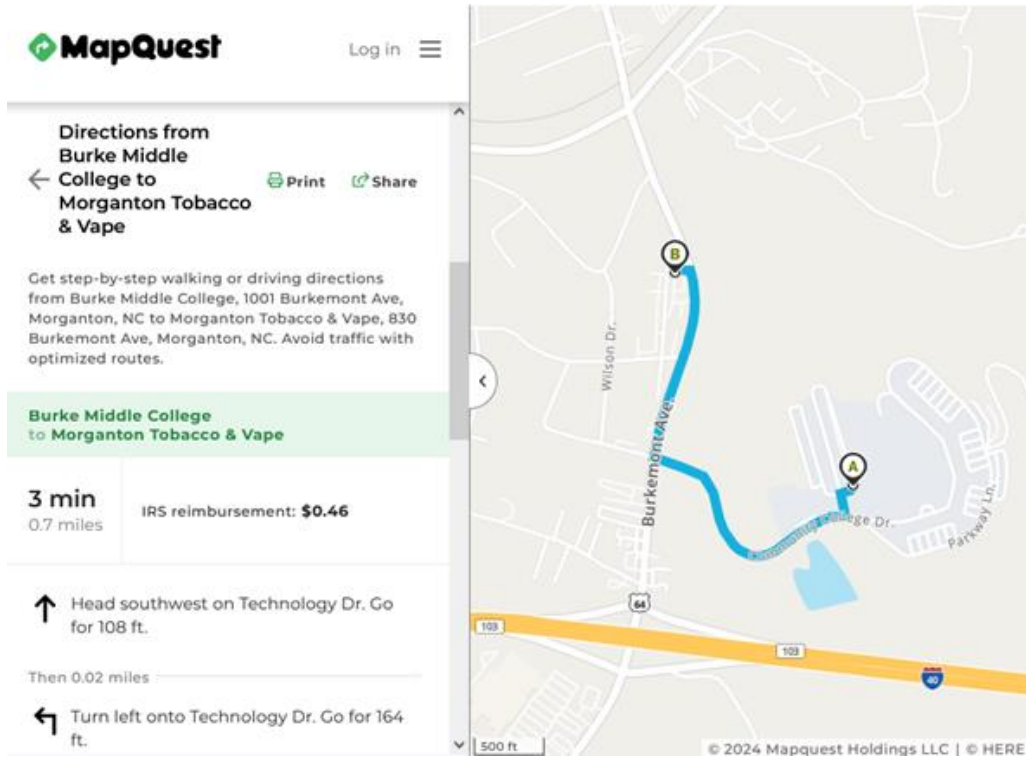 MapQuest
Log in
Directions from
Burke Middle
College to
Morganton Tobacco
& Vape
Print
Share
Get step-by-step walking or driving directions
from Burke Middle College, 1001 Burkemont Ave,
Morganton, NC to Morganton Tobacco & Vape, 830
Burkemont Ave, Morganton, NC. Avoid traffic with
optimized routes.
Burke Middle College
to Morganton Tobacco & Vape
3 min
0.7 miles
IRS reimbursement: $0.46
Head southwest on Technology Dr. Go
for 108 ft.
Then 0.02 miles
Turn left onto Technology Dr. Go for 164
ft.
B
Wilson Dr.
Burkemont Ave.
A
Community College Dr.
Parkway Ln.
64
103
103
40
500 ft
© 2024 Mapquest Holdings LLC | © HERE